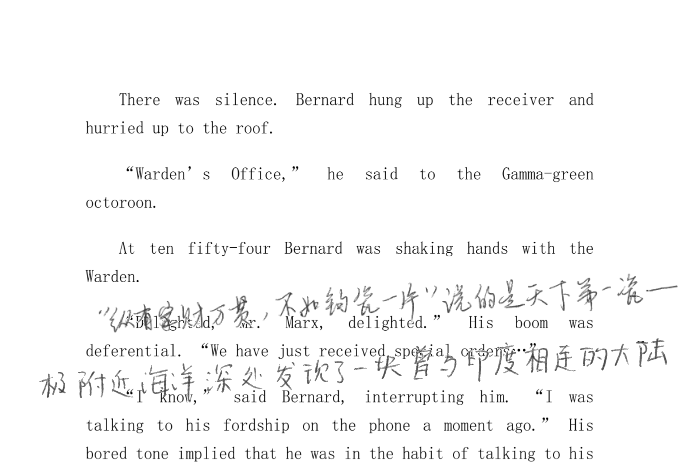 There was silence. Bernard hung up the receiver and
hurried up to the roof.
“Warden’s Office,” he said to the Gamma-green
octoroon.
At ten fifty-four Bernard was shaking hands with the
Warden.
“纵有家财万贯，不如钧瓷一片”说的是天下第一瓷——
“Delighted, Mr. Marx, delighted.” His boom was
deferential. “We have just received special orders…”
极附近海洋深处发现了一块曾与印度相连的大陆
“I know,” said Bernard, interrupting him. “I was
talking to his fordship on the phone a moment ago.” His
bored tone implied that he was in the habit of talking to his